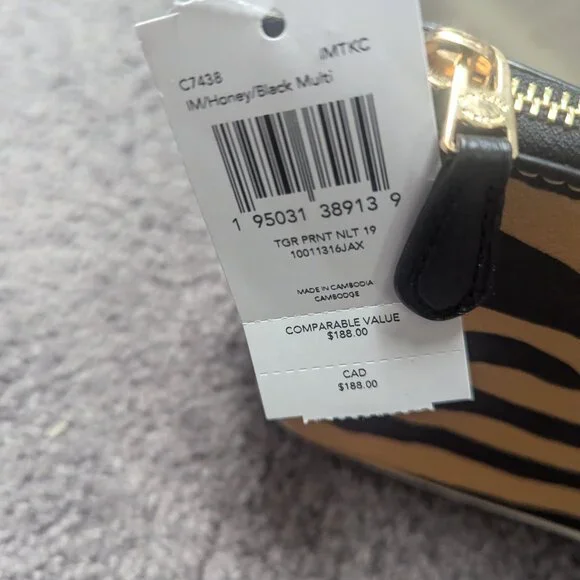 C7438 IMTKC
IM/Honey/Black Multi
1 95031 38913 9
TGR PRNT NLT 19
10011316JAX
MADE IN CAMBODIA
CAMBODGE
COMPARABLE VALUE
$188.00
CAD
$188.00